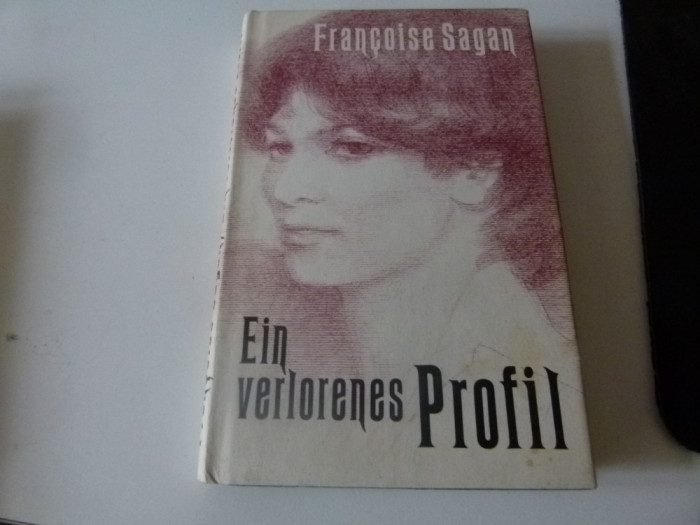 Françoise Sagan
Ein
verlorenes Profil